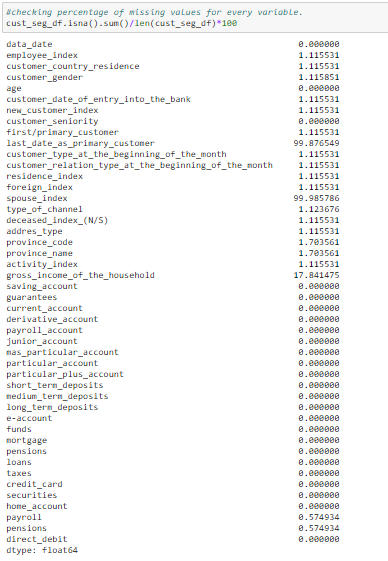 #checking percentage of missing values for every variable.
cust_seg_df.isna().sum()/len(cust_seg_df)*100
data_date 0.000000
employee_index 1.115531
customer_country_residence 1.115531
customer_gender 1.115851
age 0.000000
customer_date_of_entry_into_the_bank 1.115531
new_customer_index 1.115531
customer_seniority 0.000000
first/primary_customer 1.115531
last_date_as_primary_customer 99.876549
customer_type_at_the_beginning_of_the_month 1.115531
customer_relation_type_at_the_beginning_of_the_month 1.115531
residence_index 1.115531
foreign_index 1.115531
spouse_index 99.985786
type_of_channel 1.123676
deceased_index_(N/S) 1.115531
addres_type 1.115531
province_code 1.703561
province_name 1.703561
activity_index 1.115531
gross_income_of_the_household 17.841475
saving_account 0.000000
guarantees 0.000000
current_account 0.000000
derivative_account 0.000000
payroll_account 0.000000
junior_account 0.000000
mas_particular_account 0.000000
particular_account 0.000000
particular_plus_account 0.000000
short_term_deposits 0.000000
medium_term_deposits 0.000000
long_term_deposits 0.000000
e-account 0.000000
funds 0.000000
mortgage 0.000000
pensions 0.000000
loans 0.000000
taxes 0.000000
credit_card 0.000000
securities 0.000000
home_account 0.000000
payroll 0.574934
pensions 0.574934
direct_debit 0.000000
dtype: float64